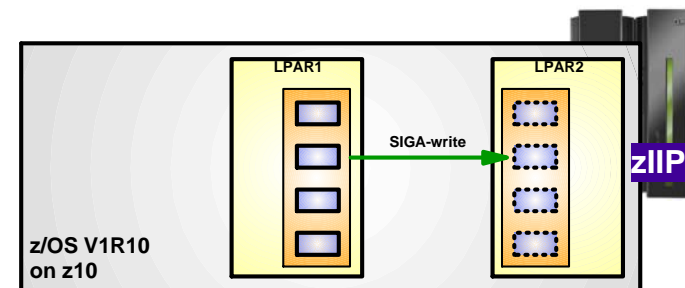 LPAR1
LPAR2
SIGA-write
zIIP
z/OS V1R10
on z10